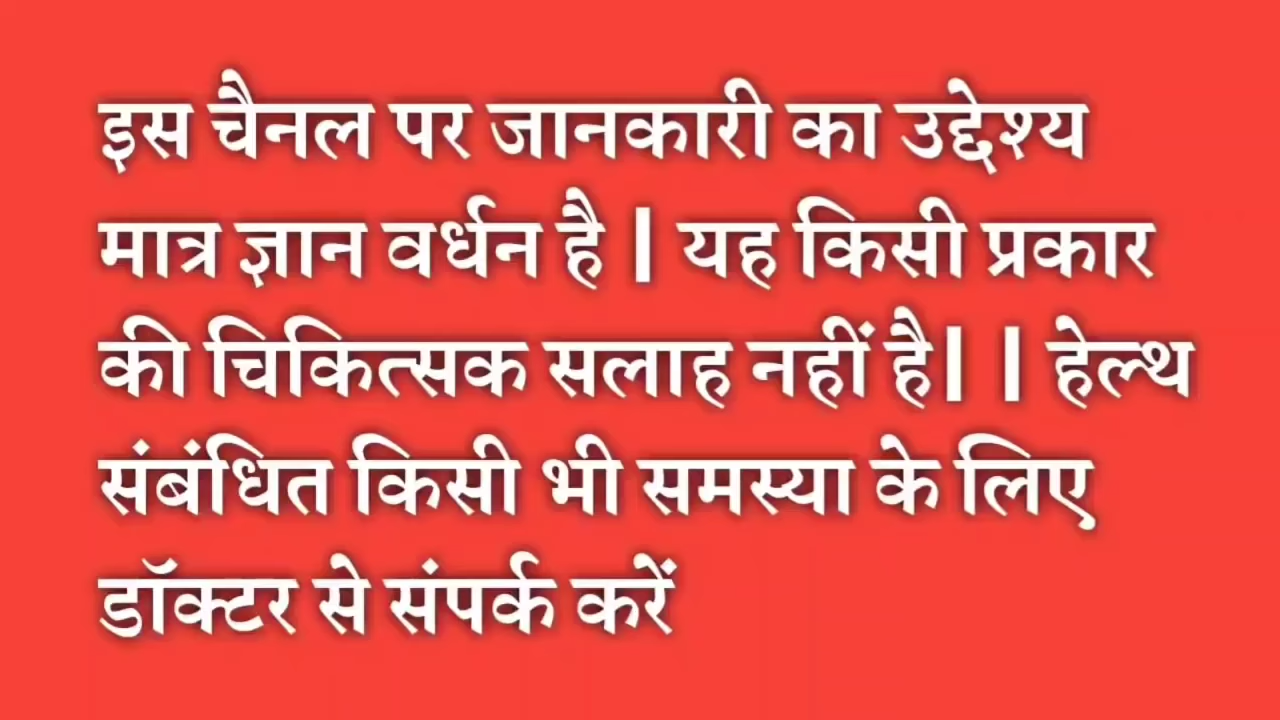 इस चैनल पर जानकारी का उद्देश्य
मात्र ज्ञान वर्धन है | यह किसी प्रकार
की चिकित्सक सलाह नहीं है| | हेल्थ
संबंधित किसी भी समस्या के लिए
डॉक्टर से संपर्क करें